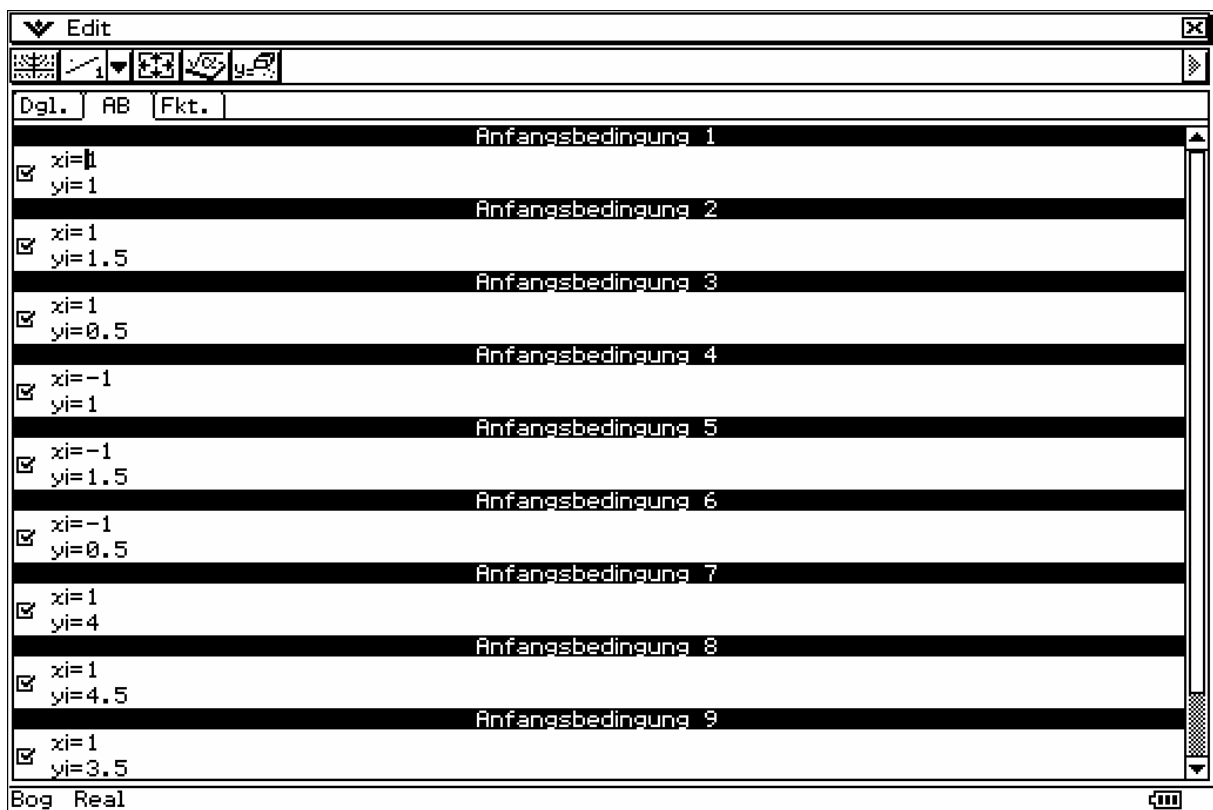 Edit
y=
Dgl. AB Fkt.
Anfangsbedingung 1
xi=1
yi=1
Anfangsbedingung 2
xi=1
yi=1.5
Anfangsbedingung 3
xi=1
yi=0.5
Anfangsbedingung 4
xi=-1
yi=1
Anfangsbedingung 5
xi=-1
yi=1.5
Anfangsbedingung 6
xi=-1
yi=0.5
Anfangsbedingung 7
xi=1
yi=4
Anfangsbedingung 8
xi=1
yi=4.5
Anfangsbedingung 9
xi=1
yi=3.5
Bog Real